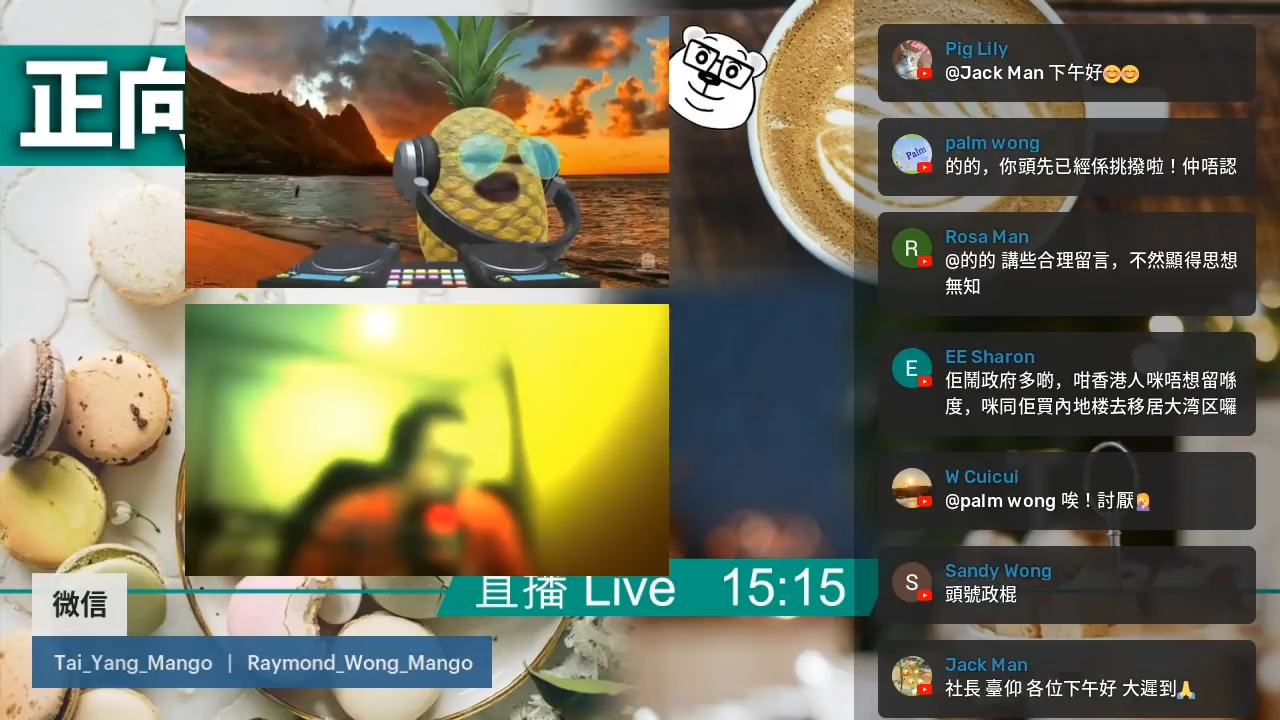 正向
Pig Lily
@Jack Man 下午好😊😊
palm wong
的的，你頭先已經係挑撥啦！仲唔認
Rosa Man
@的的 講些合理留言，不然顯得思想
無知
EE Sharon
佢鬧政府多啲，咁香港人咪唔想留喺
度，咪同佢買內地楼去移居大湾区囉
W Cuicui
@palm wong 唉！討厭🤦
Sandy Wong
頭號政棍
Jack Man
社長 臺仰 各位下午好 大遲到🙏
Palm
R
E
S
直播 Live 15:15
微信
Tai_Yang_Mango | Raymond_Wong_Mango